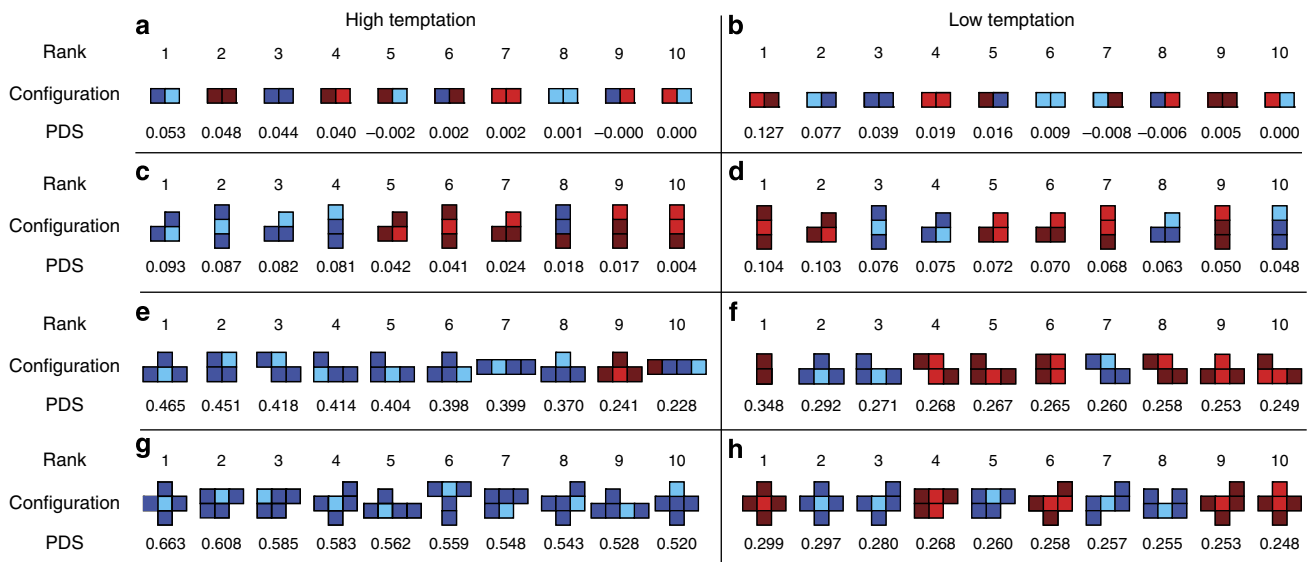 High temptation Low temptation
a b
Rank 1 2 3 4 5 6 7 8 9 10 1 2 3 4 5 6 7 8 9 10
Configuration
PDS 0.053 0.048 0.044 0.040 –0.002 0.002 0.002 0.001 –0.000 0.000 0.127 0.077 0.039 0.019 0.016 0.009 –0.008 –0.006 0.005 0.000
c d
Rank 1 2 3 4 5 6 7 8 9 10 1 2 3 4 5 6 7 8 9 10
Configuration
PDS 0.093 0.087 0.082 0.081 0.042 0.041 0.024 0.018 0.017 0.004 0.104 0.103 0.076 0.075 0.072 0.070 0.068 0.063 0.050 0.048
e f
Rank 1 2 3 4 5 6 7 8 9 10 1 2 3 4 5 6 7 8 9 10
Configuration
PDS 0.465 0.451 0.418 0.414 0.404 0.398 0.399 0.370 0.241 0.228 0.348 0.292 0.271 0.268 0.267 0.265 0.260 0.258 0.253 0.249
g h
Rank 1 2 3 4 5 6 7 8 9 10 1 2 3 4 5 6 7 8 9 10
Configuration
PDS 0.663 0.608 0.585 0.583 0.562 0.559 0.548 0.543 0.528 0.520 0.299 0.297 0.280 0.268 0.260 0.258 0.257 0.255 0.253 0.248